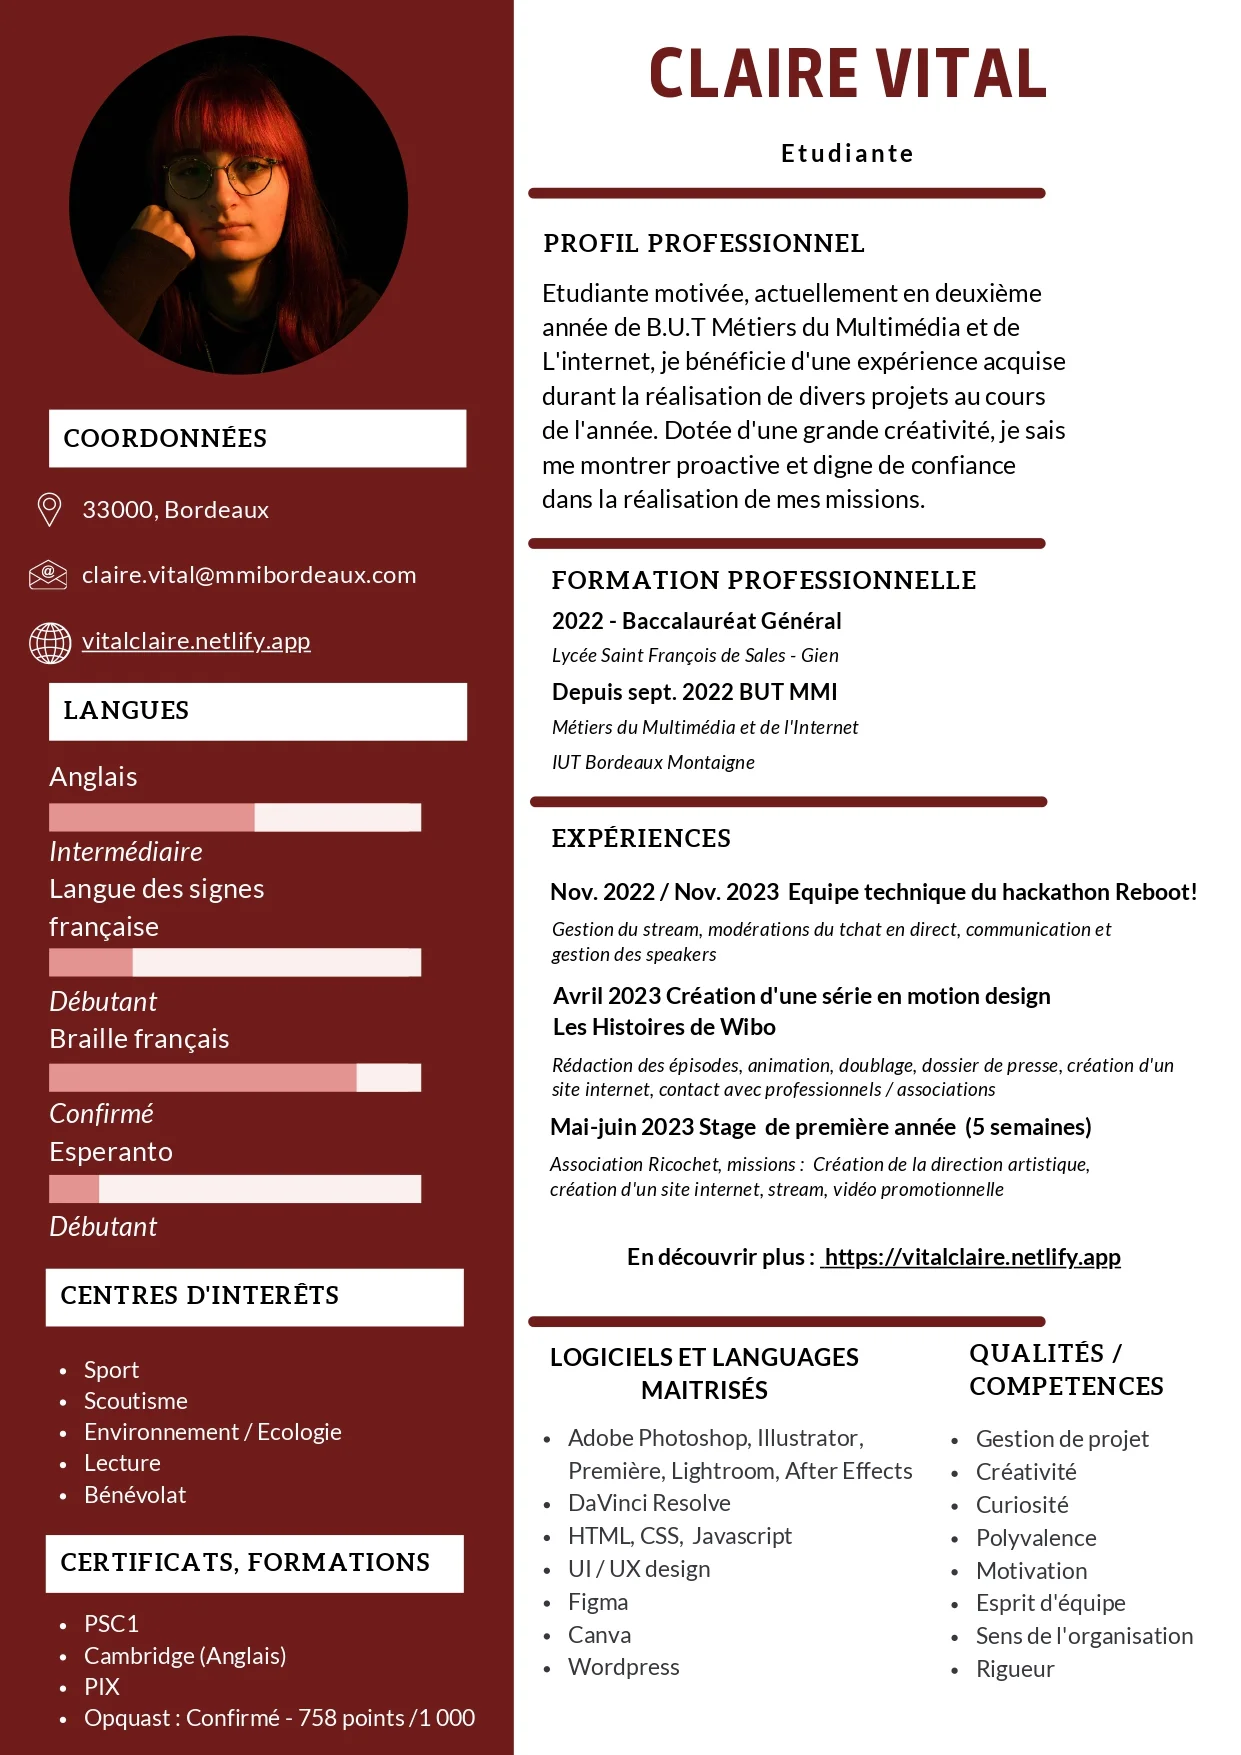 CLAIRE VITAL
Etudiante
COORDONNÉES
33000, Bordeaux
claire.vital@mmibordeaux.com
vitalclaire.netlify.app
LANGUES
Anglais
Intermédiaire
Langue des signes
française
Débutant
Braille français
Confirmé
Esperanto
Débutant
CENTRES D'INTERÊTS
• Sport
• Scoutisme
• Environnement / Ecologie
• Lecture
• Bénévolat
CERTIFICATS, FORMATIONS
• PSC1
• Cambridge (Anglais)
• PIX
• Opquast : Confirmé - 758 points /1 000
PROFIL PROFESSIONNEL
Etudiante motivée, actuellement en deuxième
année de B.U.T Métiers du Multimédia et de
L'internet, je bénéficie d'une expérience acquise
durant la réalisation de divers projets au cours
de l'année. Dotée d'une grande créativité, je sais
me montrer proactive et digne de confiance
dans la réalisation de mes missions.
FORMATION PROFESSIONNELLE
2022 - Baccalauréat Général
Lycée Saint François de Sales - Gien
Depuis sept. 2022 BUT MMI
Métiers du Multimédia et de l'Internet
IUT Bordeaux Montaigne
EXPÉRIENCES
Nov. 2022 / Nov. 2023 Equipe technique du hackathon Reboot!
Gestion du stream, modérations du tchat en direct, communication et
gestion des speakers
Avril 2023 Création d'une série en motion design
Les Histoires de Wibo
Rédaction des épisodes, animation, doublage, dossier de presse, création d'un
site internet, contact avec professionnels / associations
Mai-juin 2023 Stage de première année (5 semaines)
Association Ricochet, missions : Création de la direction artistique,
création d'un site internet, stream, vidéo promotionnelle
En découvrir plus : https://vitalclaire.netlify.app
LOGICIELS ET LANGUAGES
MAITRISÉS
• Adobe Photoshop, Illustrator,
Première, Lightroom, After Effects
• DaVinci Resolve
• HTML, CSS, Javascript
• UI / UX design
• Figma
• Canva
• Wordpress
QUALITÉS /
COMPETENCES
• Gestion de projet
• Créativité
• Curiosité
• Polyvalence
• Motivation
• Esprit d'équipe
• Sens de l'organisation
• Rigueur